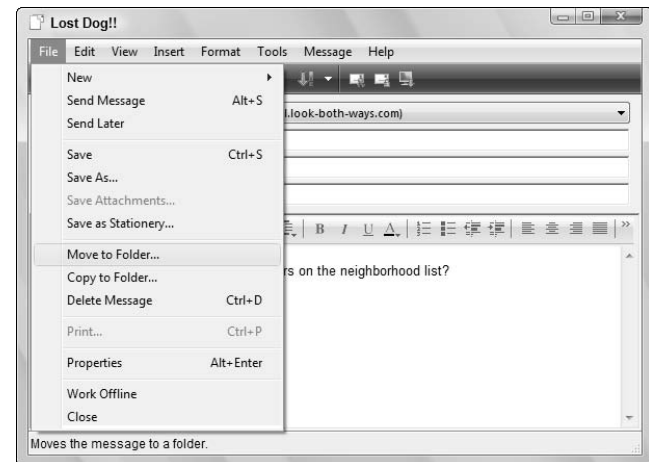 Lost Dog!!
File Edit View Insert Format Tools Message Help
New
Send Message Alt+S
Send Later
l.look-both-ways.com)
Save Ctrl+S
Save As...
Save Attachments...
Save as Stationery...
B I U A
Move to Folder...
rs on the neighborhood list?
Copy to Folder...
Delete Message Ctrl+D
Print... Ctrl+P
Properties Alt+Enter
Work Offline
Close
Moves the message to a folder.